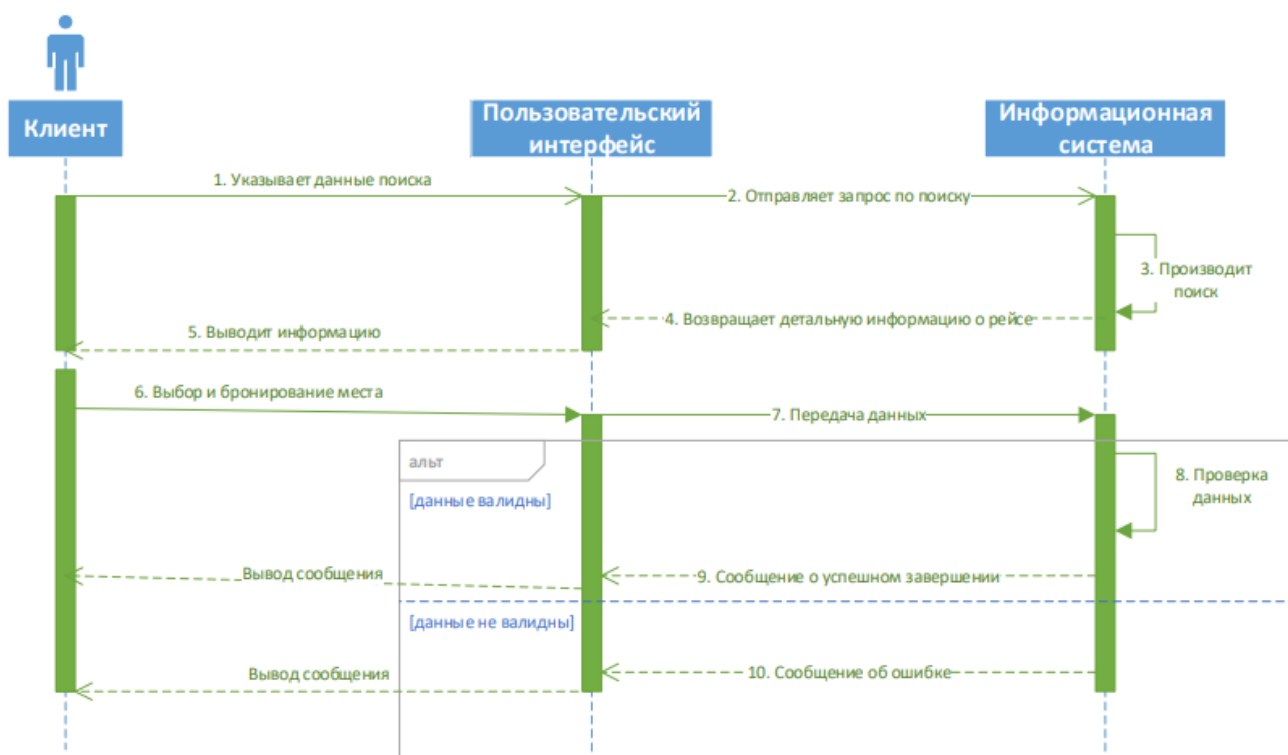 Клиент
Пользовательский
интерфейс
Информационная
система
1. Указывает данные поиска
2. Отправляет запрос по поиску
3. Производит
поиск
4. Возвращает детальную информацию о рейсе
5. Выводит информацию
6. Выбор и бронирование места
7. Передача данных
альт
[данные валидны]
8. Проверка
данных
Вывод сообщения
9. Сообщение о успешном завершении
[данные не валидны]
Вывод сообщения
10. Сообщение об ошибке